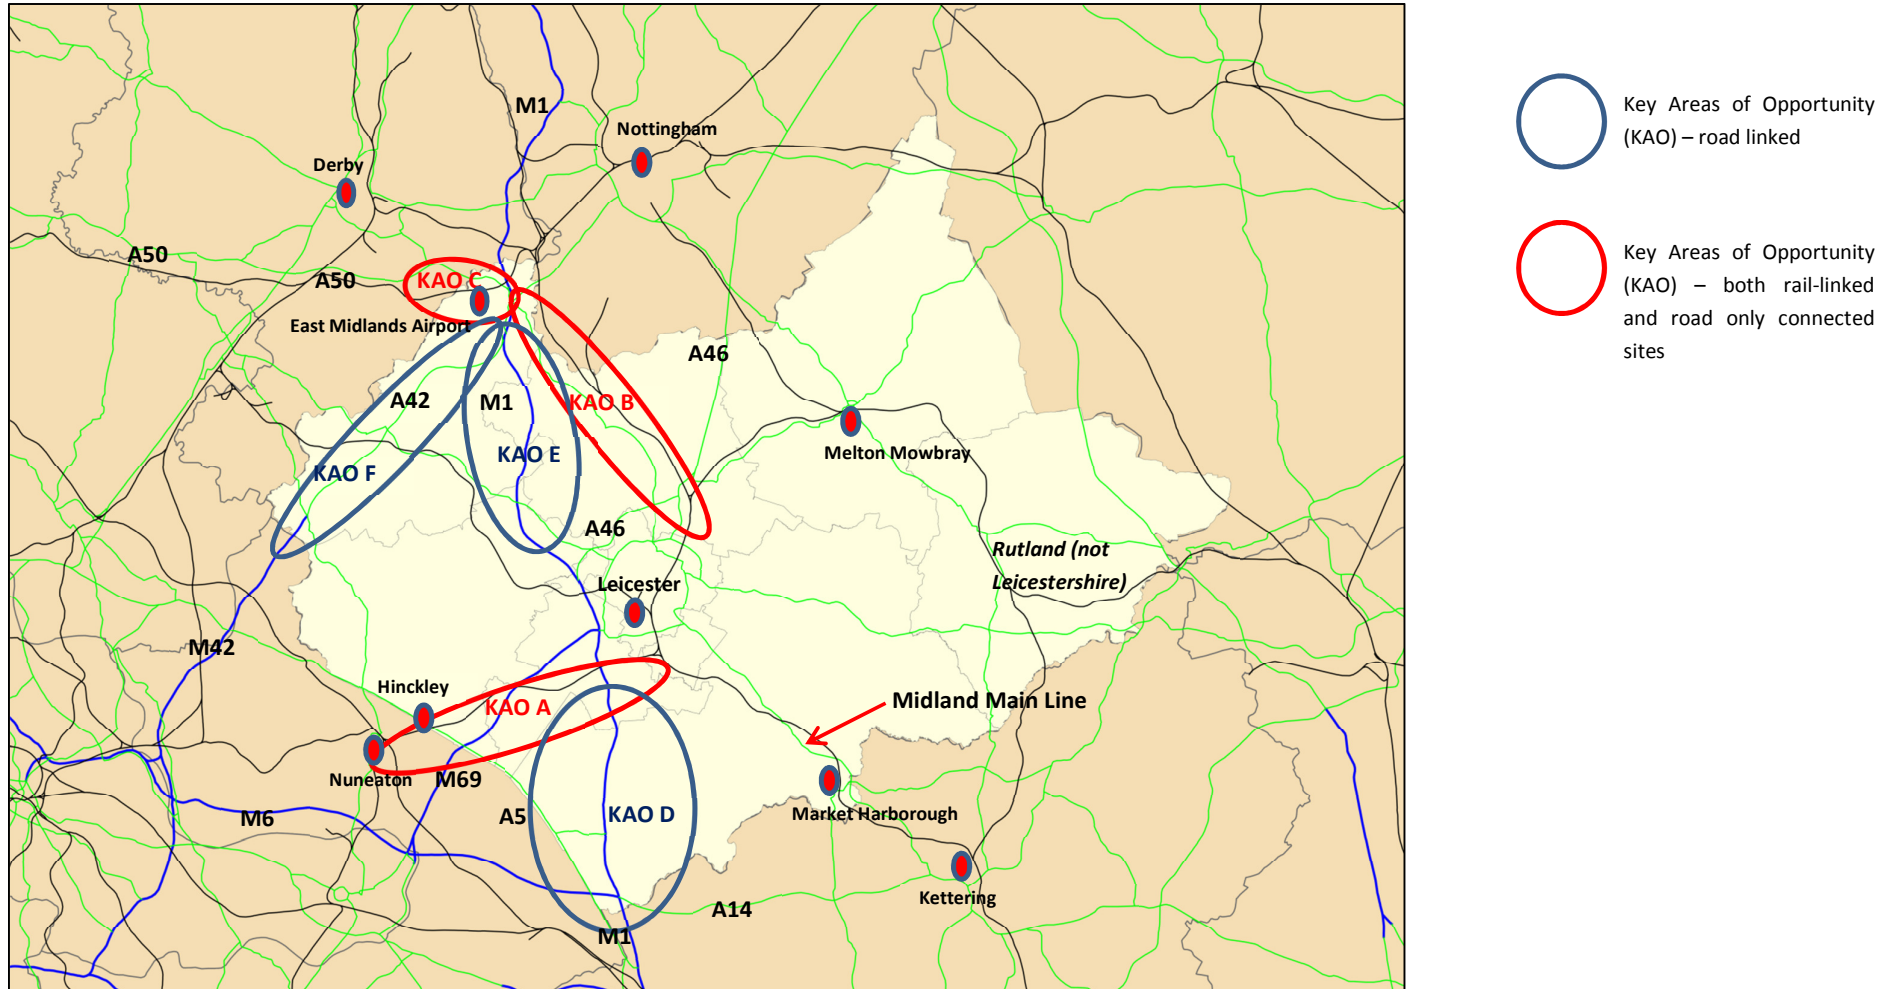 M1
Nottingham
Derby
A50
A50
KAO C
East Midlands Airport
A46
A42
M1
KAO B
KAO F
KAO E
Melton Mowbray
A46
Rutland (not
Leicestershire)
Leicester
M42
Hinckley
KAO A
Midland Main Line
Nuneaton
M69
M6
A5
KAO D
Market Harborough
Kettering
A14
M1
Key Areas of Opportunity
(KAO) – road linked
Key Areas of Opportunity
(KAO) – both rail-linked
and road only connected
sites